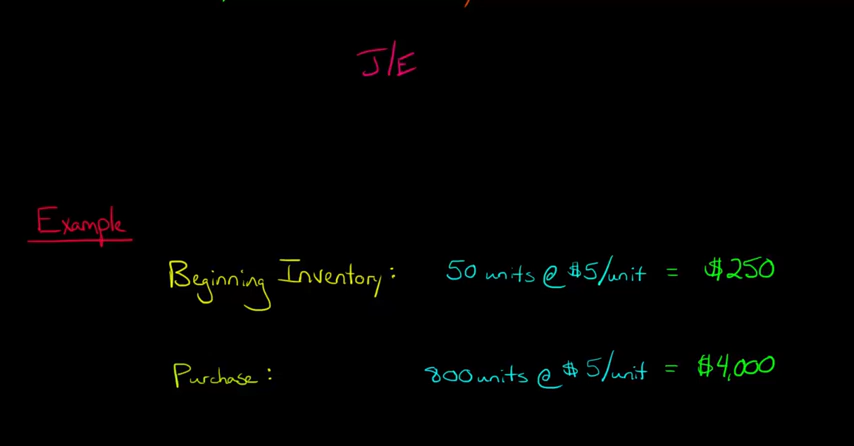 J/E
Example
Beginning Inventory: 50 units @ $5/unit = $250
Purchase: 800 units @ $5/unit = $4,000